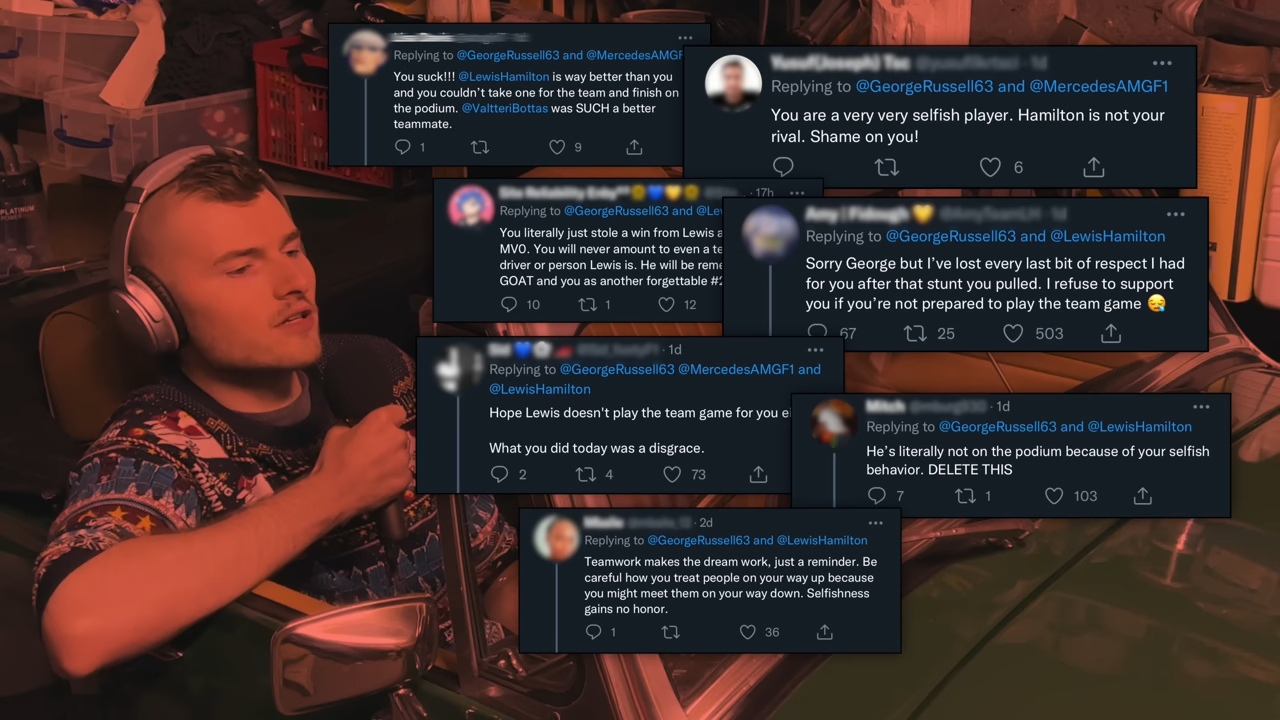 Replying to @GeorgeRussell63 and @MercedesAMGF
You suck!!! @LewisHamilton is way better than you
and you couldn't take one for the team and finish on
the podium. @ValtteriBottas was SUCH a better
teammate.
1 9
Replying to @GeorgeRussell63 and @MercedesAMGF1
You are a very very selfish player. Hamilton is not your
rival. Shame on you!
6
· 17h
Replying to @GeorgeRussell63 and @Lew
You literally just stole a win from Lewis a
MV0. You will never amount to even a te
driver or person Lewis is. He will be reme
GOAT and you as another forgettable #2
10 1 12
Replying to @GeorgeRussell63 and @LewisHamilton
Sorry George but I've lost every last bit of respect I had
for you after that stunt you pulled. I refuse to support
you if you're not prepared to play the team game 😪
67 25 503
· 1d
Replying to @GeorgeRussell63 @MercedesAMGF1 and
@LewisHamilton
Hope Lewis doesn't play the team game for you ei
What you did today was a disgrace.
2 4 73
Mitch · 1d
Replying to @GeorgeRussell63 and @LewisHamilton
He's literally not on the podium because of your selfish
behavior. DELETE THIS
7 1 103
· 2d
Replying to @GeorgeRussell63 and @LewisHamilton
Teamwork makes the dream work, just a reminder. Be
careful how you treat people on your way up because
you might meet them on your way down. Selfishness
gains no honor.
1 36
PLATINUM